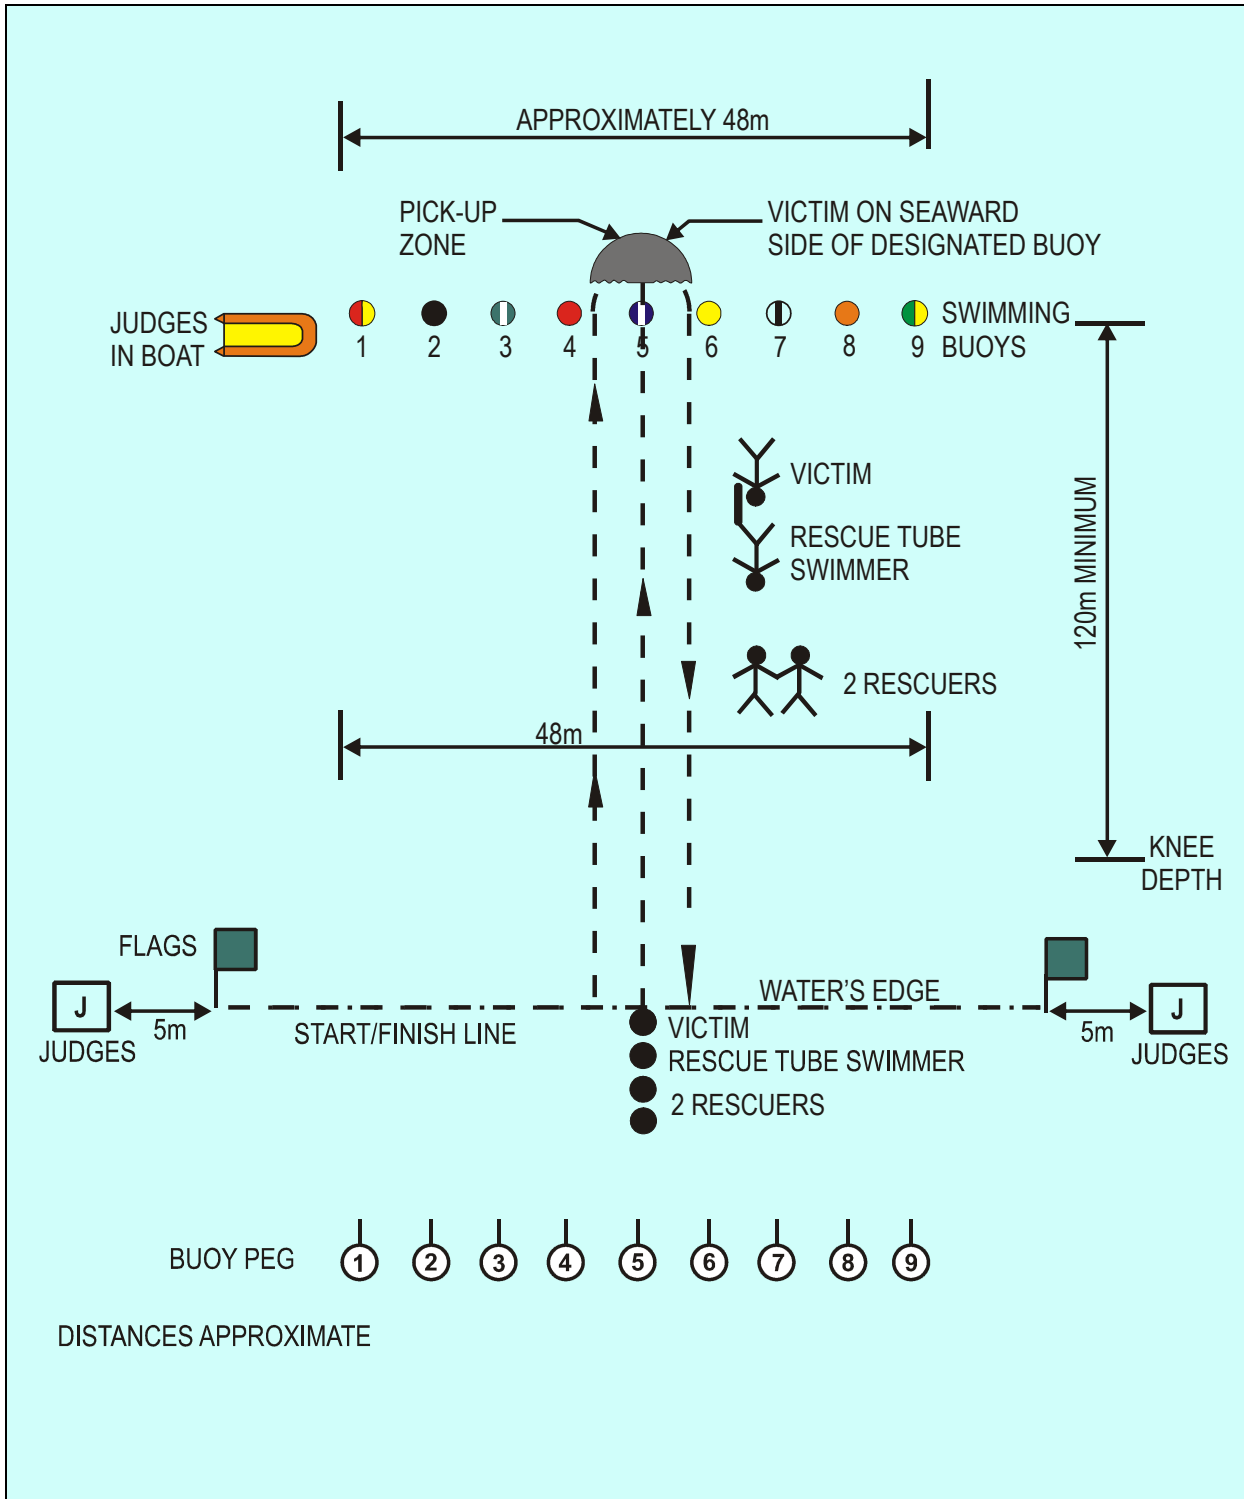 APPROXIMATELY 48m
PICK-UP
ZONE
VICTIM ON SEAWARD
SIDE OF DESIGNATED BUOY
JUDGES
IN BOAT
1 2 3 4 5 6 7 8 9
SWIMMING
BUOYS
VICTIM
RESCUE TUBE
SWIMMER
120m MINIMUM
2 RESCUERS
48m
KNEE
DEPTH
FLAGS
J
5m
JUDGES
WATER'S EDGE
START/FINISH LINE
J
5m
JUDGES
VICTIM
RESCUE TUBE SWIMMER
2 RESCUERS
BUOY PEG
1 2 3 4 5 6 7 8 9
DISTANCES APPROXIMATE